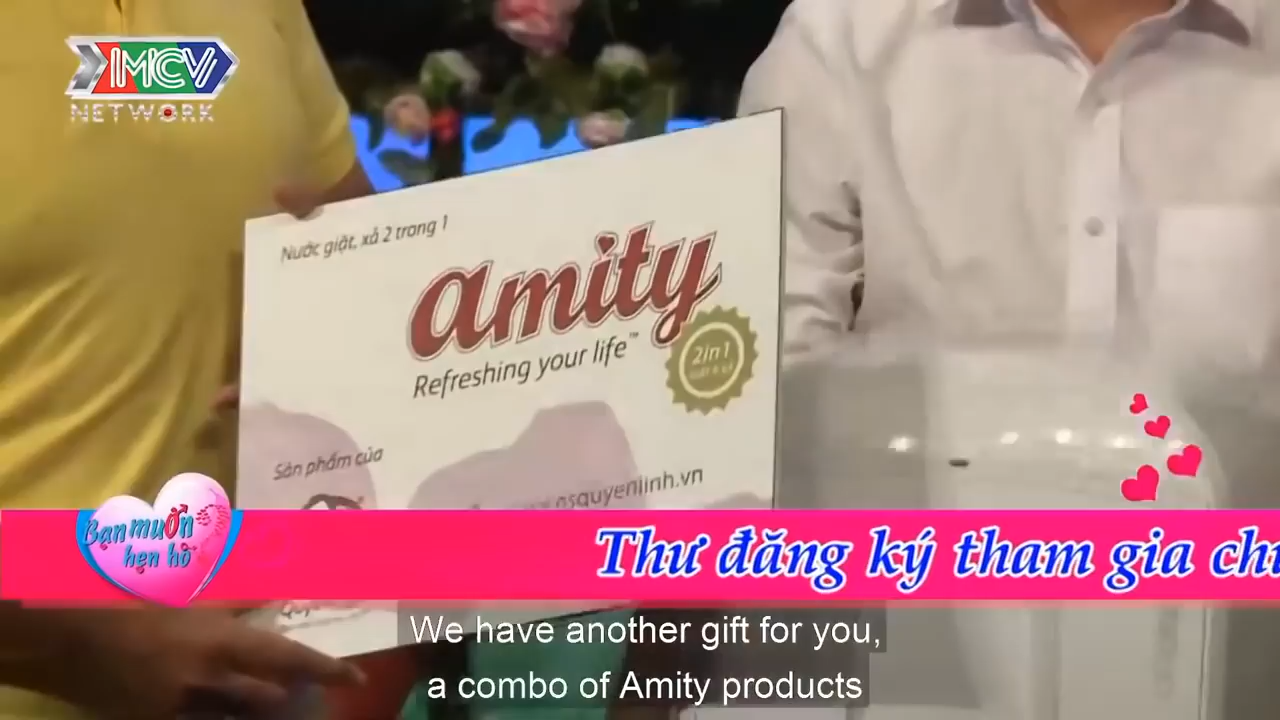 MCV
NETWORK
Nước giặt, xả 2 trong 1
amity
Refreshing your life™
2in1
Sản phẩm của
Bạn muốn
hẹn hò
Thư đăng ký tham gia
We have another gift for you,
a combo of Amity products